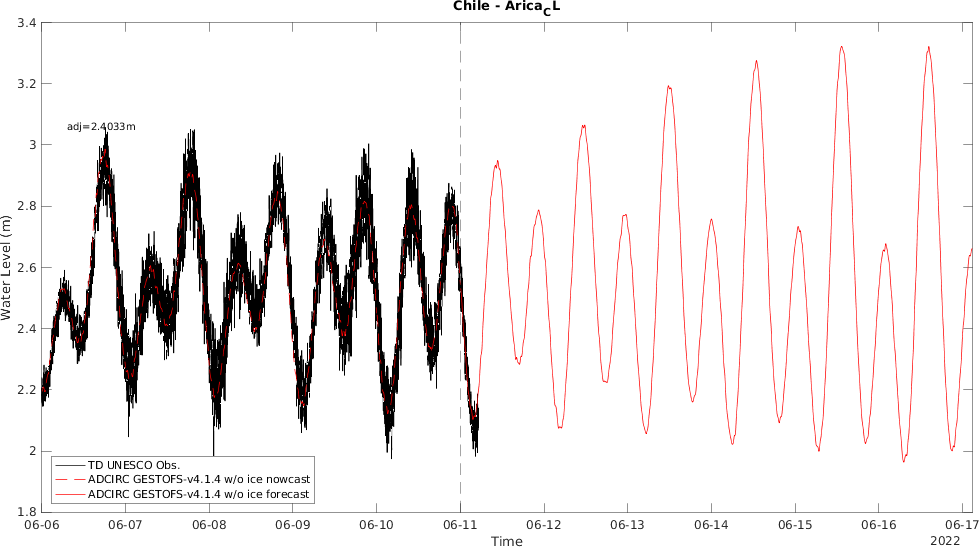 Chile - Arica_CL
3.4
3.2
3
2.8
2.6
2.4
2.2
2
1.8
Water Level (m)
adj=2.4033m
TD UNESCO Obs.
ADCIRC GESTOFS-v4.1.4 w/o ice nowcast
ADCIRC GESTOFS-v4.1.4 w/o ice forecast
06-06 06-07 06-08 06-09 06-10 06-11 06-12 06-13 06-14 06-15 06-16 06-17
Time
2022